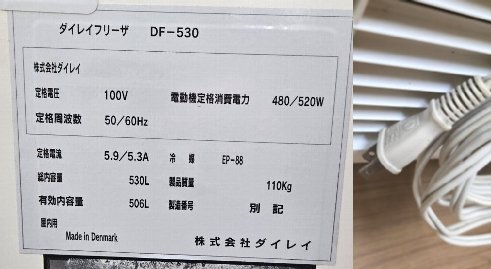 ダイレイフリーザ DF-530
株式会社ダイレイ
定格電圧 100V 電動機定格消費電力 480/520W
定格周波数 50/60Hz
定格電流 5.9/5.3A 冷媒 EP-88
総内容量 530L 製品質量 110Kg
有効内容量 506L 製造番号 別記
屋内用
Made in Denmark 株式会社ダイレイ